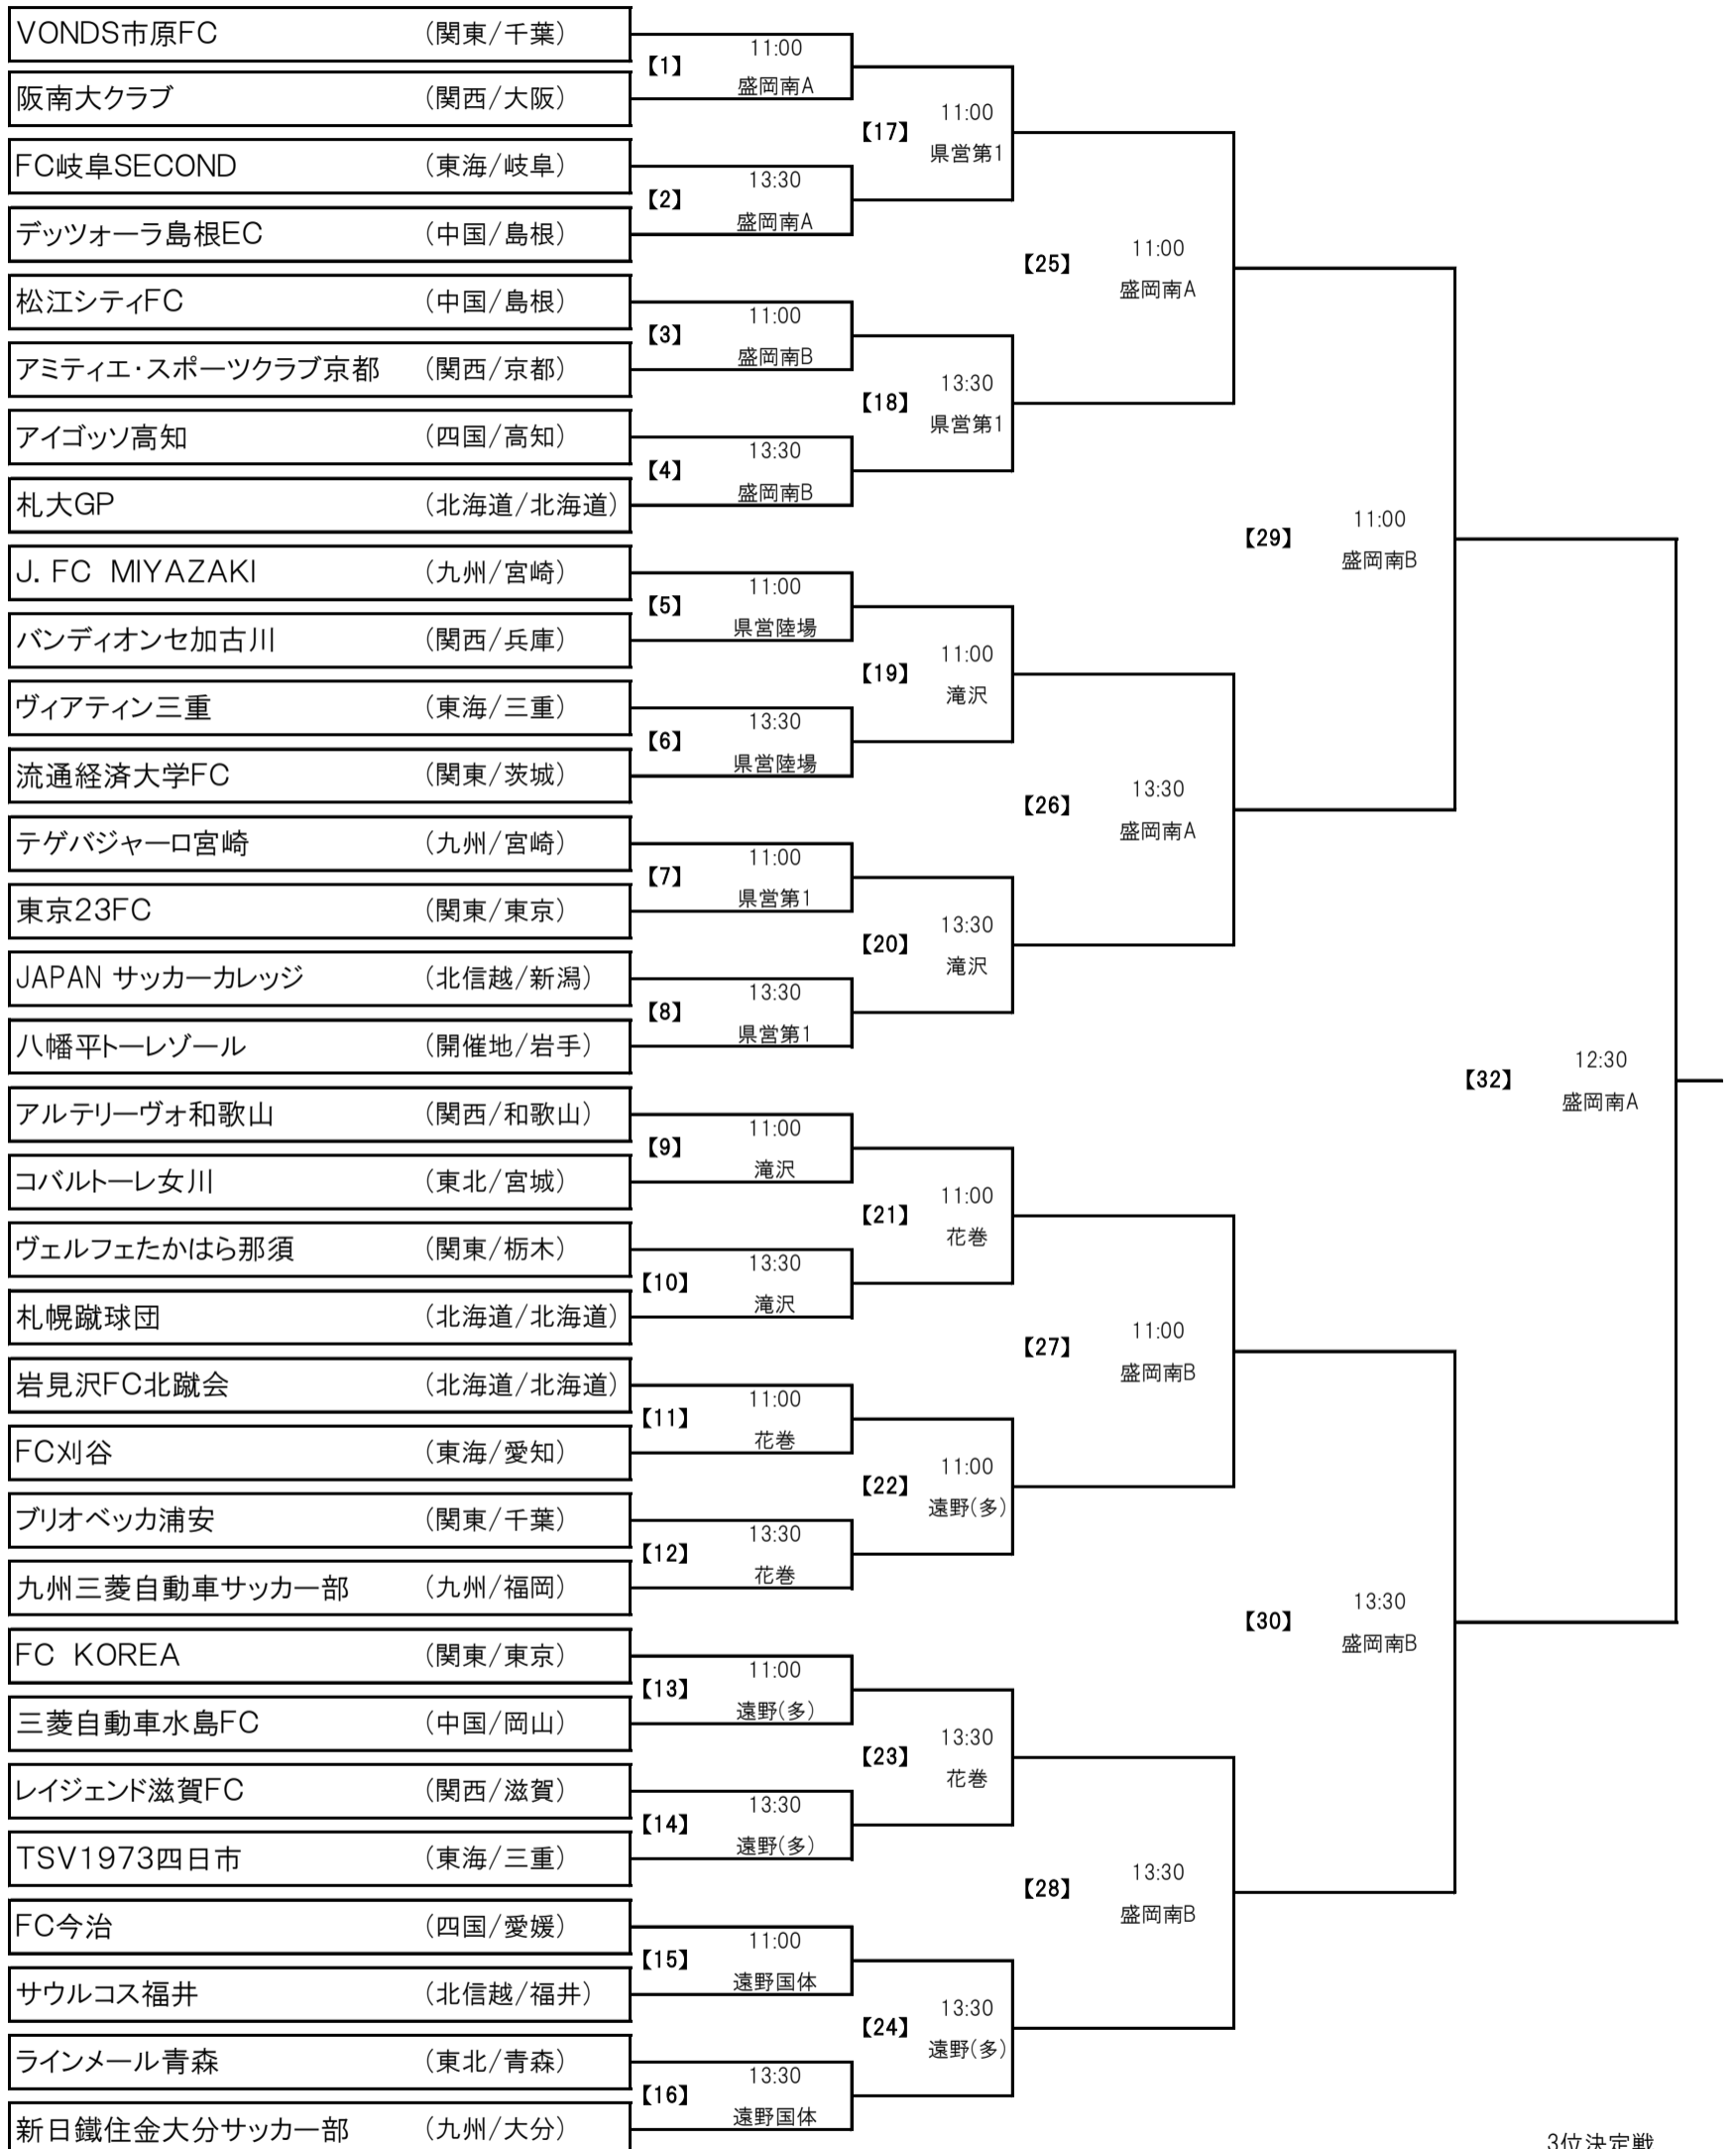 VONDS市原FC (関東/千葉)
【1】 11:00
盛岡南A
阪南大クラブ (関西/大阪)
【17】 11:00
県営第1
FC岐阜SECOND (東海/岐阜)
【2】 13:30
盛岡南A
デッツォーラ島根EC (中国/島根)
【25】 11:00
盛岡南A
松江シティFC (中国/島根)
【3】 11:00
盛岡南B
アミティエ・スポーツクラブ京都 (関西/京都)
【18】 13:30
県営第1
アイゴッソ高知 (四国/高知)
【4】 13:30
盛岡南B
札大GP (北海道/北海道)
【29】 11:00
盛岡南B
J. FC MIYAZAKI (九州/宮崎)
【5】 11:00
県営陸場
バンディオンセ加古川 (関西/兵庫)
【19】 11:00
滝沢
ヴィアティン三重 (東海/三重)
【6】 13:30
県営陸場
流通経済大学FC (関東/茨城)
【26】 13:30
盛岡南A
テゲバジャーロ宮崎 (九州/宮崎)
【7】 11:00
県営第1
東京23FC (関東/東京)
【20】 13:30
滝沢
JAPAN サッカーカレッジ (北信越/新潟)
【8】 13:30
県営第1
八幡平トーレゾール (開催地/岩手)
【32】 12:30
盛岡南A
アルテリーヴォ和歌山 (関西/和歌山)
【9】 11:00
滝沢
コバルトーレ女川 (東北/宮城)
【21】 11:00
花巻
ヴェルフェたかはら那須 (関東/栃木)
【10】 13:30
滝沢
札幌蹴球団 (北海道/北海道)
【27】 11:00
盛岡南B
岩見沢FC北蹴会 (北海道/北海道)
【11】 11:00
花巻
FC刈谷 (東海/愛知)
【22】 11:00
遠野(多)
ブリオベッカ浦安 (関東/千葉)
【12】 13:30
花巻
九州三菱自動車サッカー部 (九州/福岡)
【30】 13:30
盛岡南B
FC KOREA (関東/東京)
【13】 11:00
遠野(多)
三菱自動車水島FC (中国/岡山)
【23】 13:30
花巻
レイジェンド滋賀FC (関西/滋賀)
【14】 13:30
遠野(多)
TSV1973四日市 (東海/三重)
【28】 13:30
盛岡南B
FC今治 (四国/愛媛)
【15】 11:00
遠野国体
サウルコス福井 (北信越/福井)
【24】 13:30
遠野(多)
ラインメール青森 (東北/青森)
【16】 13:30
遠野国体
新日鐵住金大分サッカー部 (九州/大分)
3位決定戦